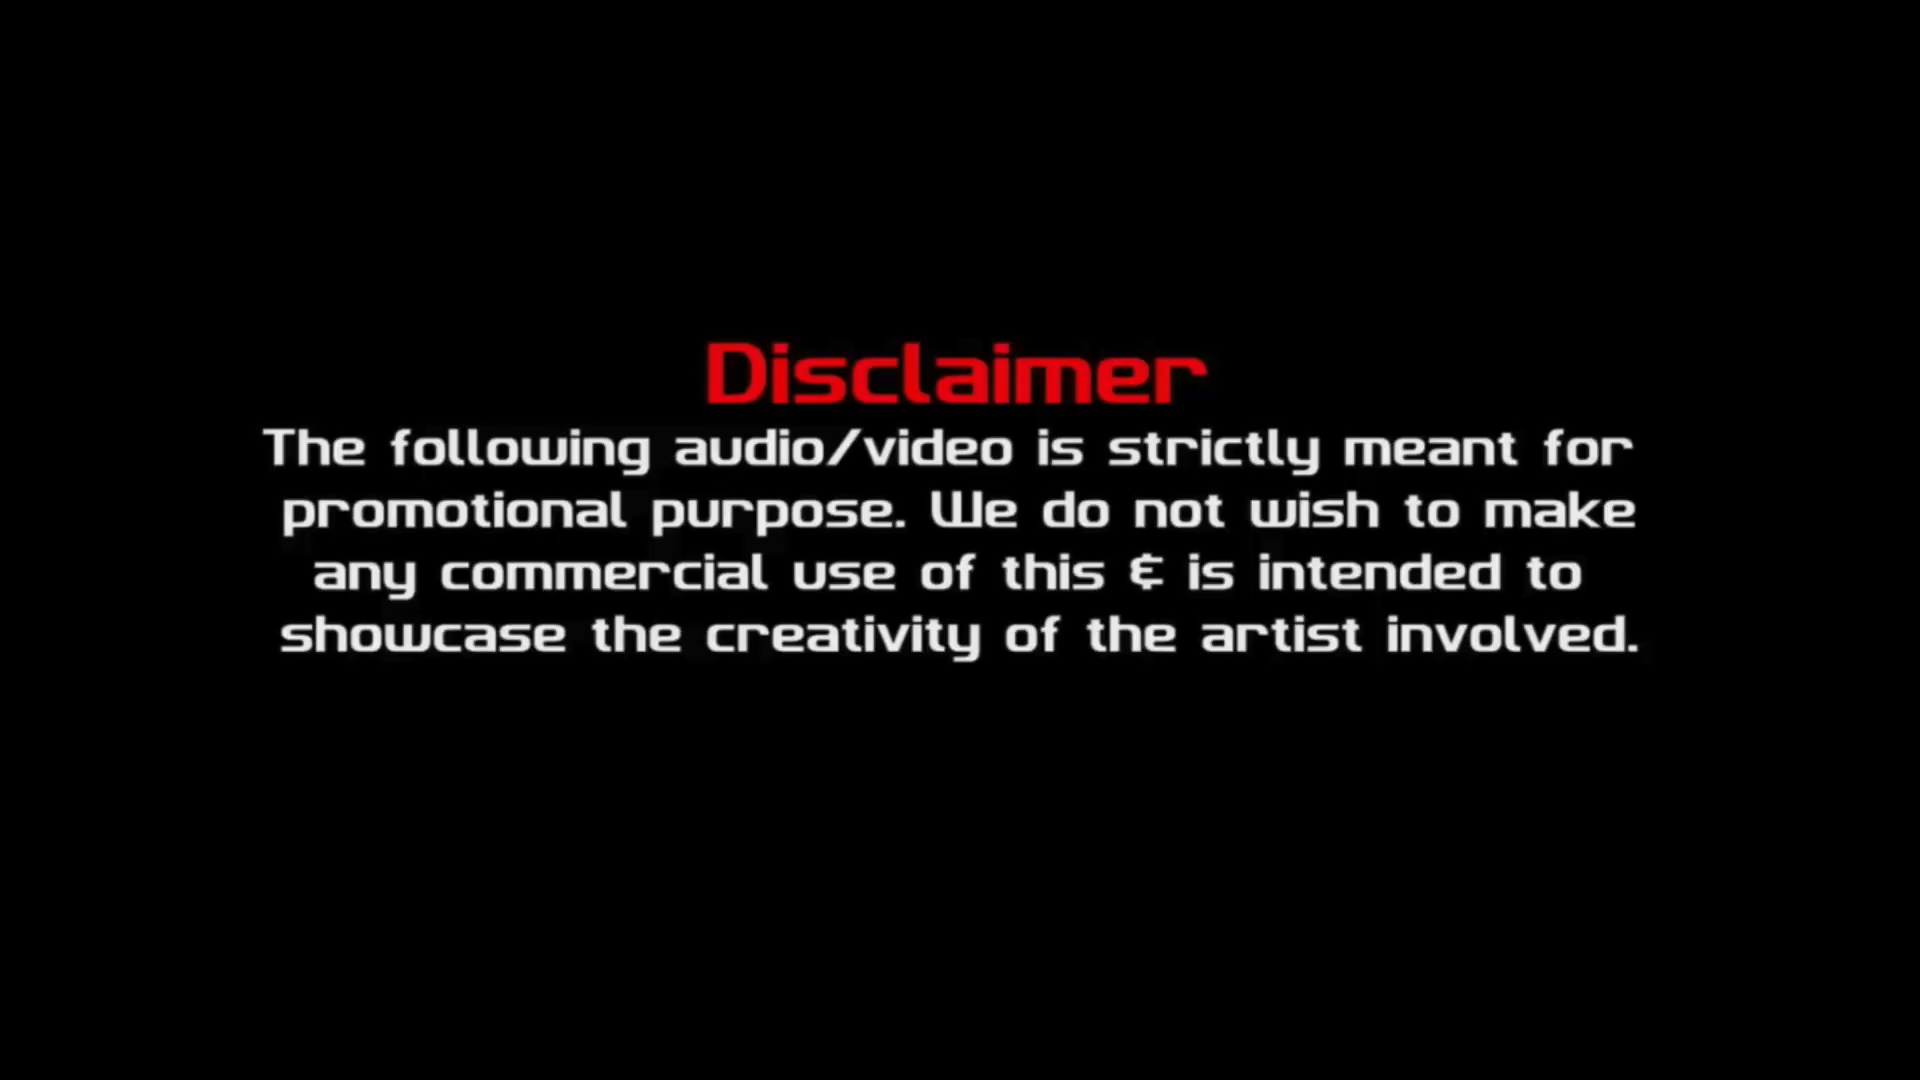 Disclaimer
The following audio/video is strictly meant for
promotional purpose. We do not wish to make
any commercial use of this & is intended to
showcase the creativity of the artist involved.